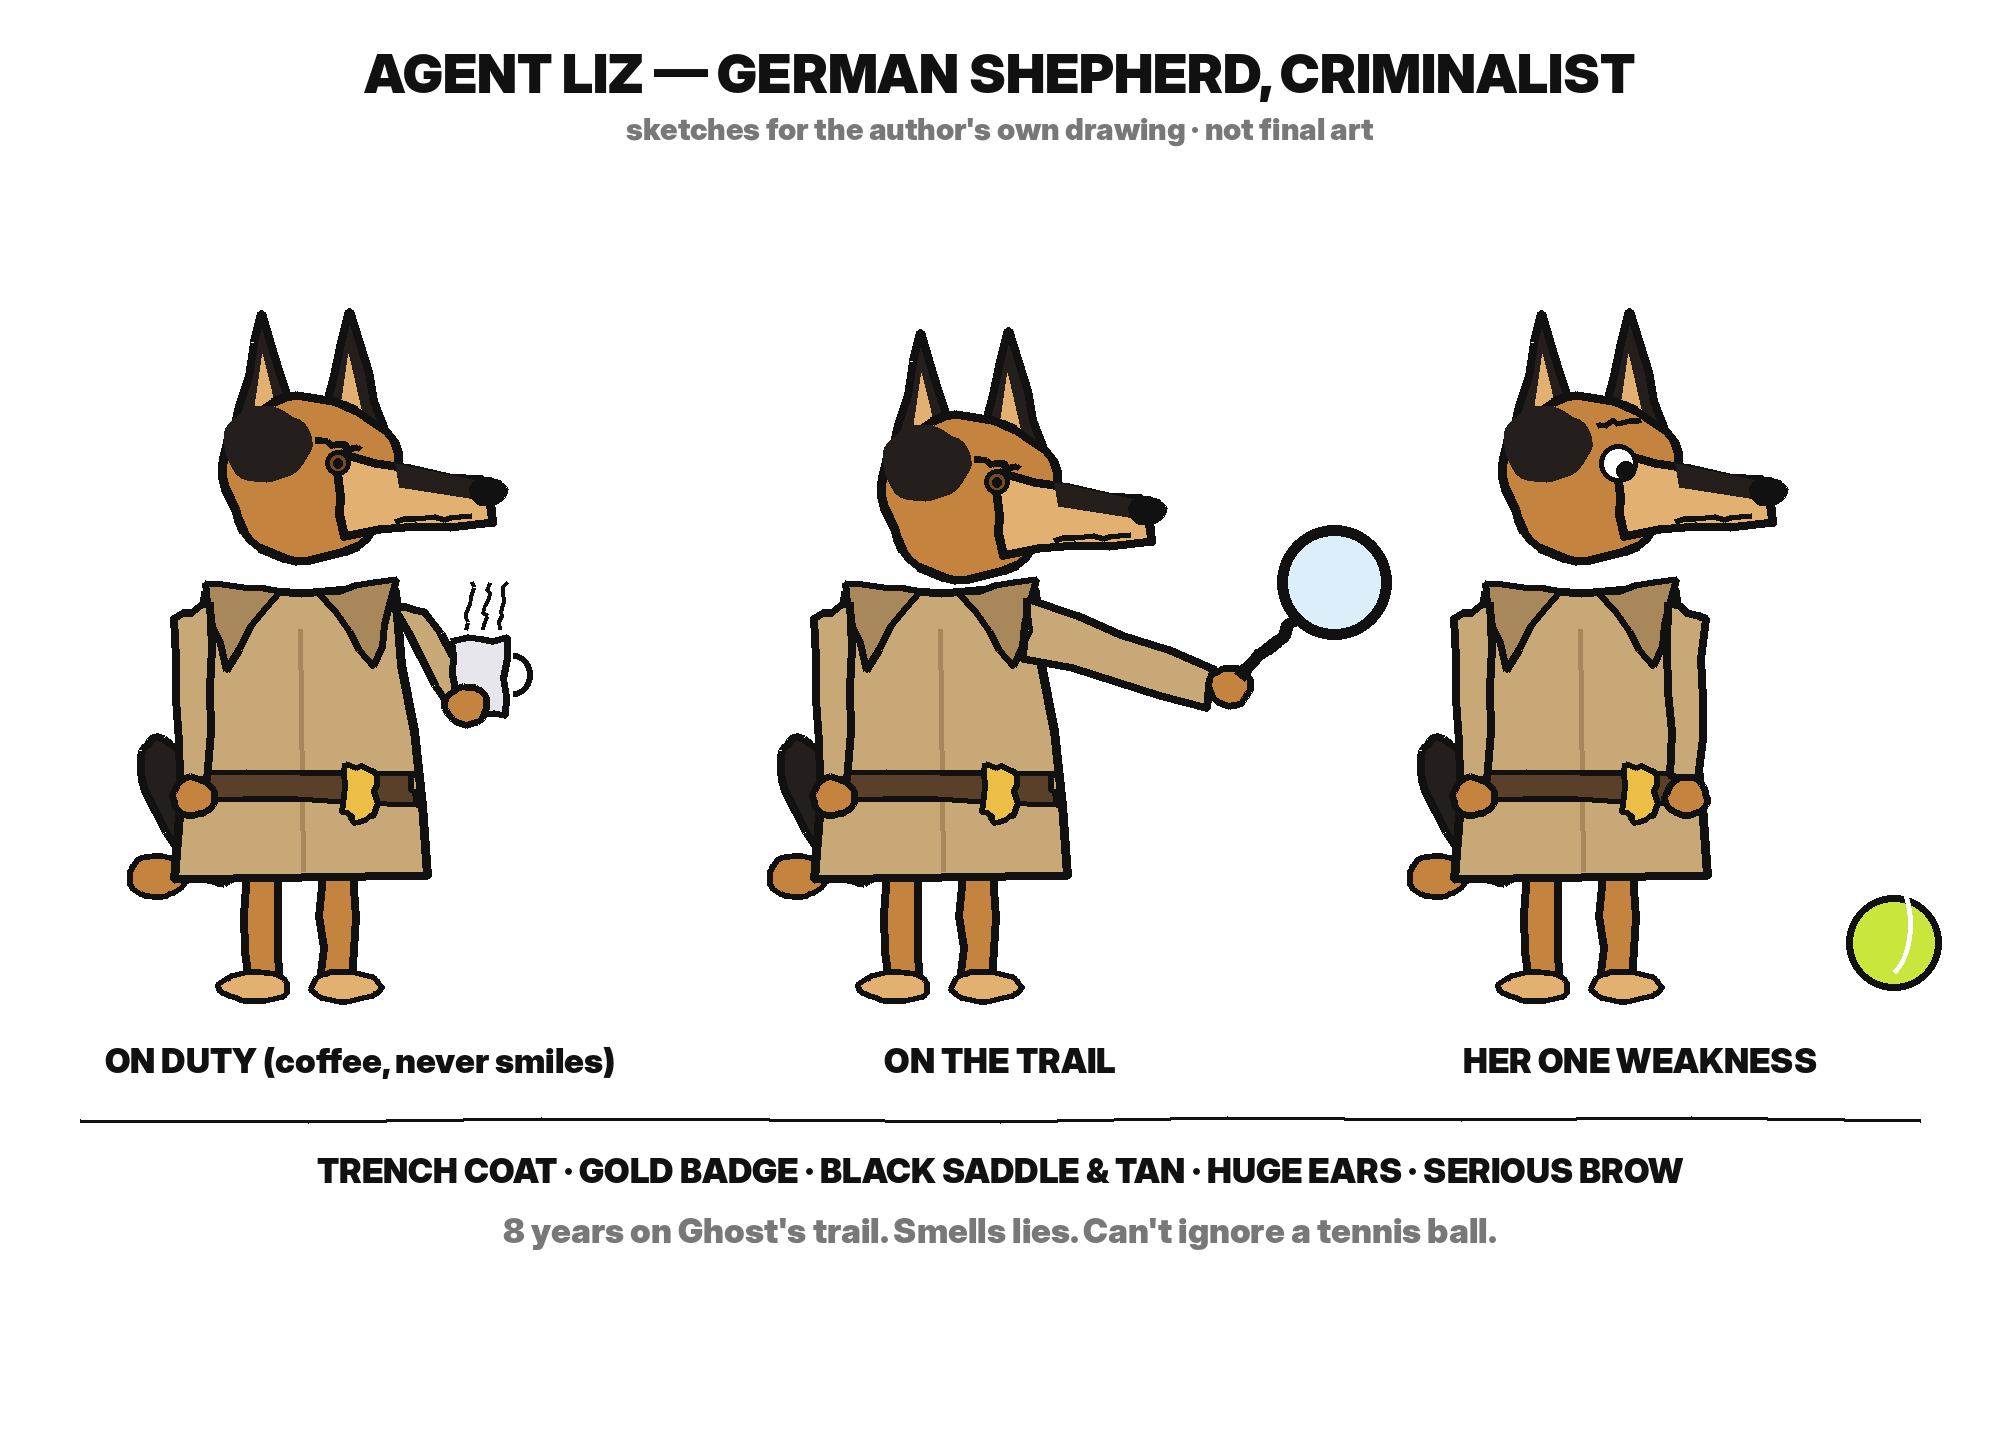 AGENT LIZ — GERMAN SHEPHERD, CRIMINALIST
sketches for the author's own drawing · not final art
ON DUTY (coffee, never smiles)
ON THE TRAIL
HER ONE WEAKNESS
TRENCH COAT · GOLD BADGE · BLACK SADDLE & TAN · HUGE EARS · SERIOUS BROW
8 years on Ghost's trail. Smells lies. Can't ignore a tennis ball.